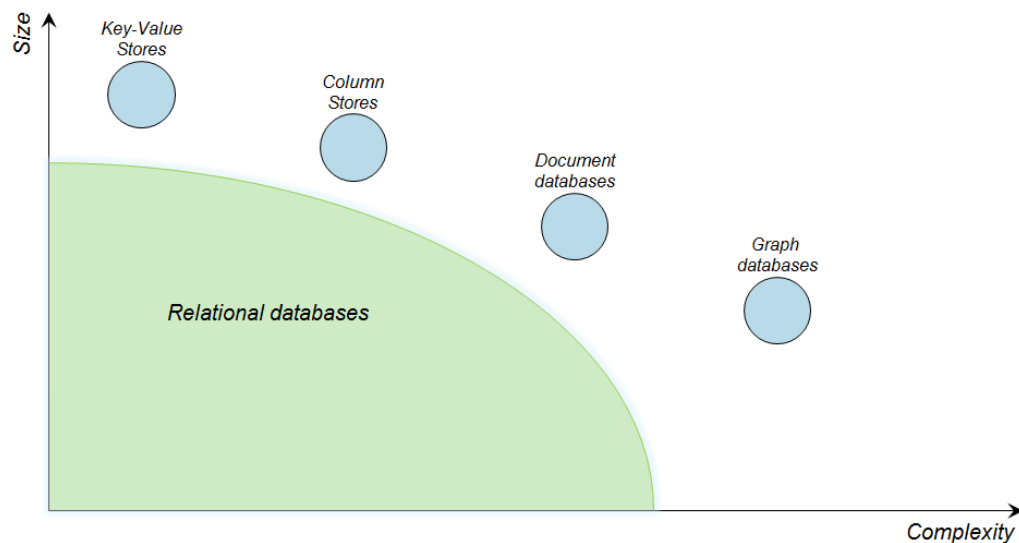 Size
Key-Value
Stores
Column
Stores
Document
databases
Graph
databases
Relational databases
Complexity